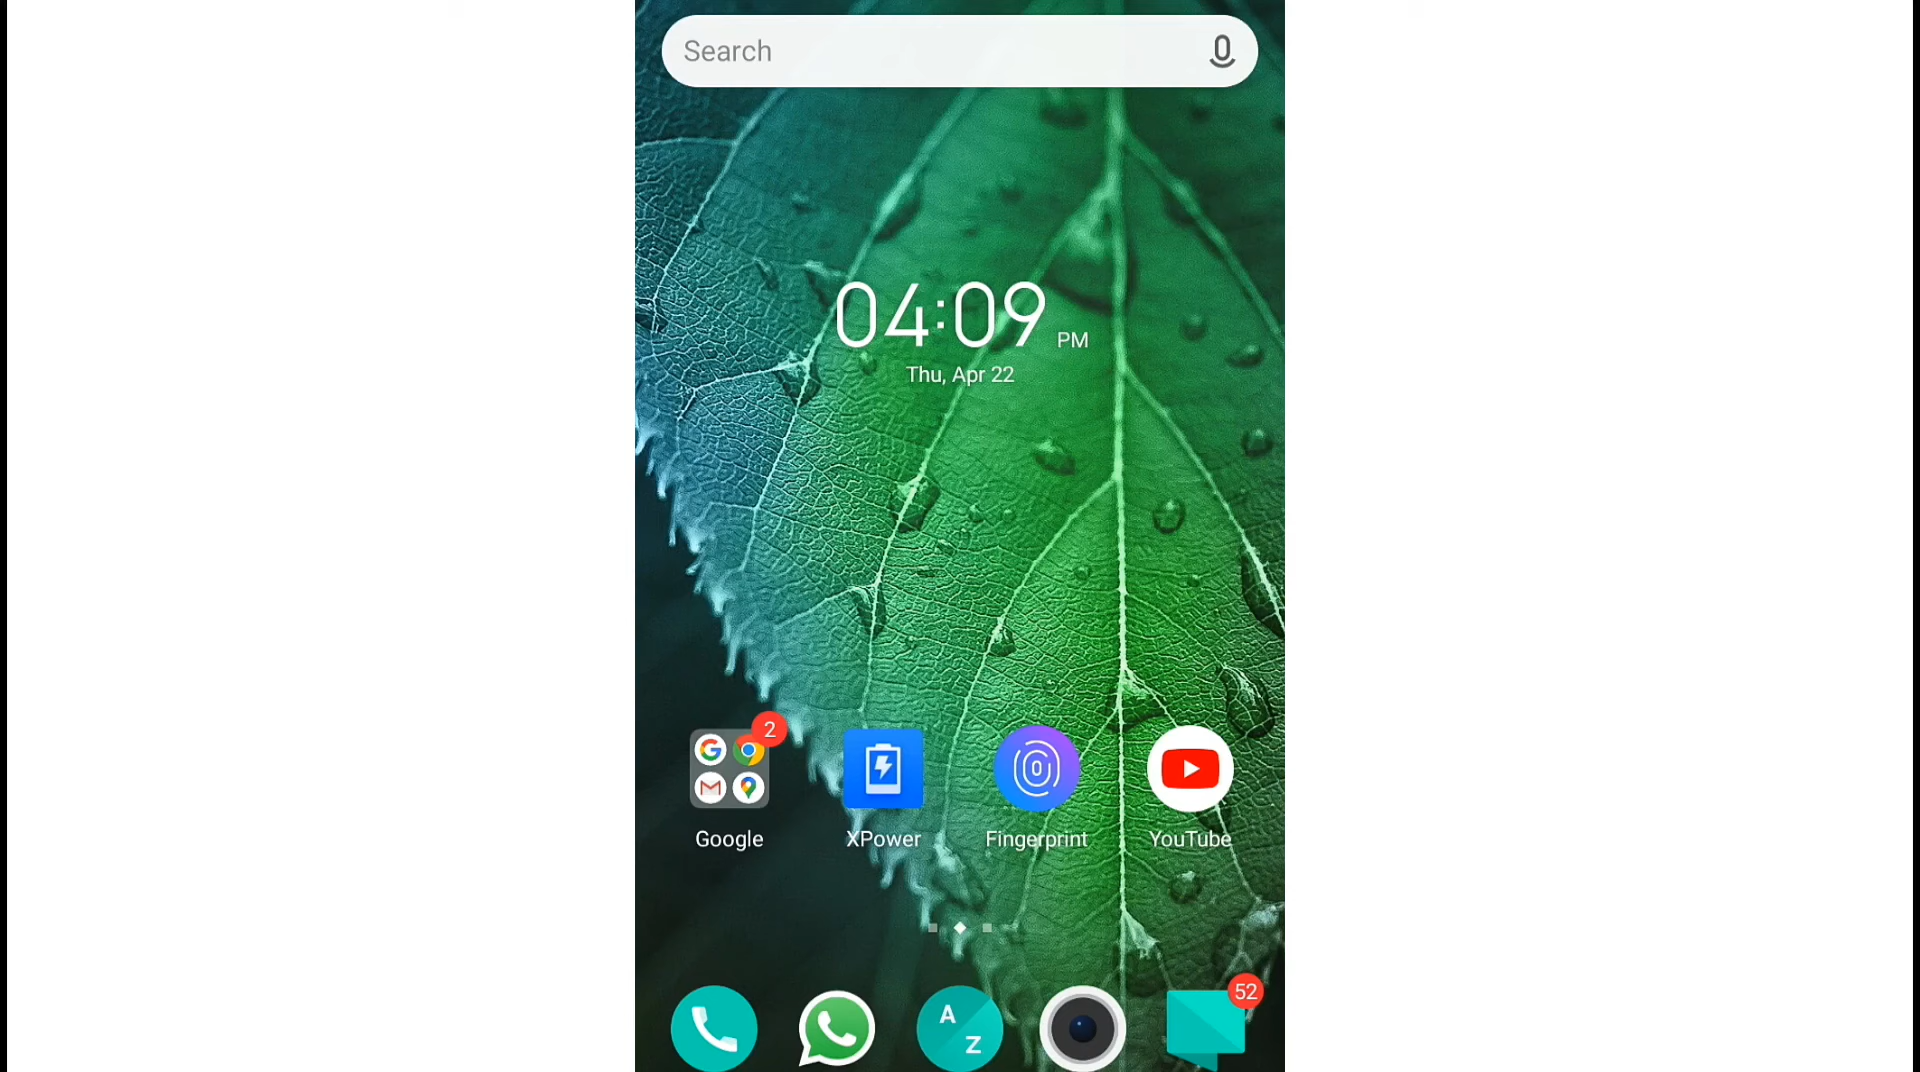 Search
04:09 PM
Thu, Apr 22
2
Google
XPower
Fingerprint
YouTube
52
A
Z